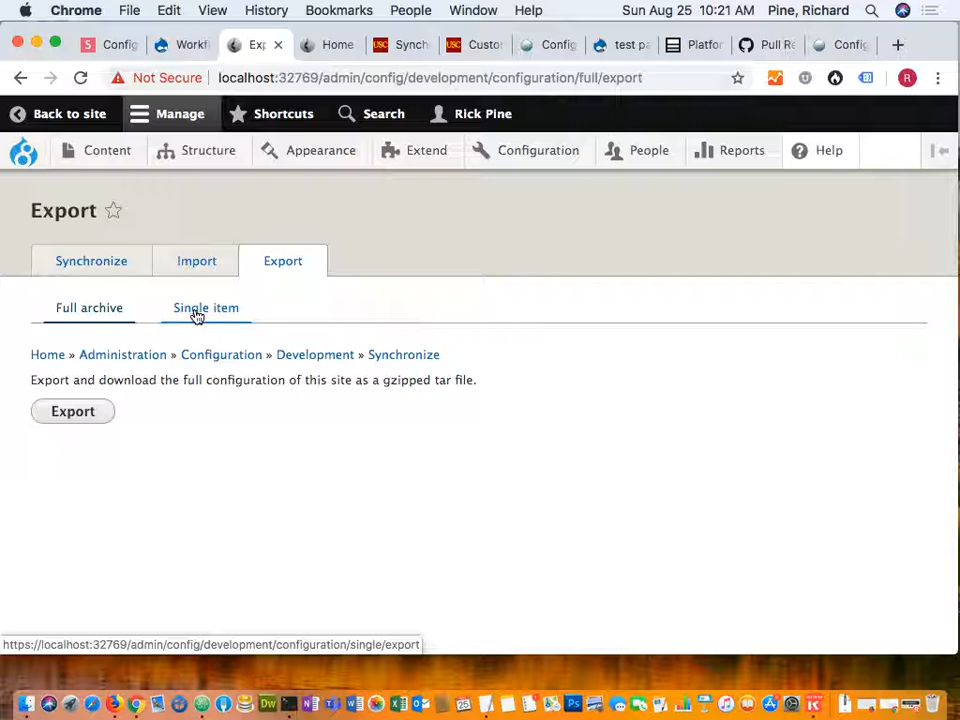 Chrome File Edit View History Bookmarks People Window Help Sun Aug 25 10:21 AM Pine, Richard
Config Workfl Exp Home Synch Custo Config test pa Platfor Pull Re Config
Not Secure localhost:32769/admin/config/development/configuration/full/export R
Back to site Manage Shortcuts Search Rick Pine
Content Structure Appearance Extend Configuration People Reports Help
Export
Synchronize Import Export
Full archive Single item
Home » Administration » Configuration » Development » Synchronize
Export and download the full configuration of this site as a gzipped tar file.
Export
https://localhost:32769/admin/config/development/configuration/single/export